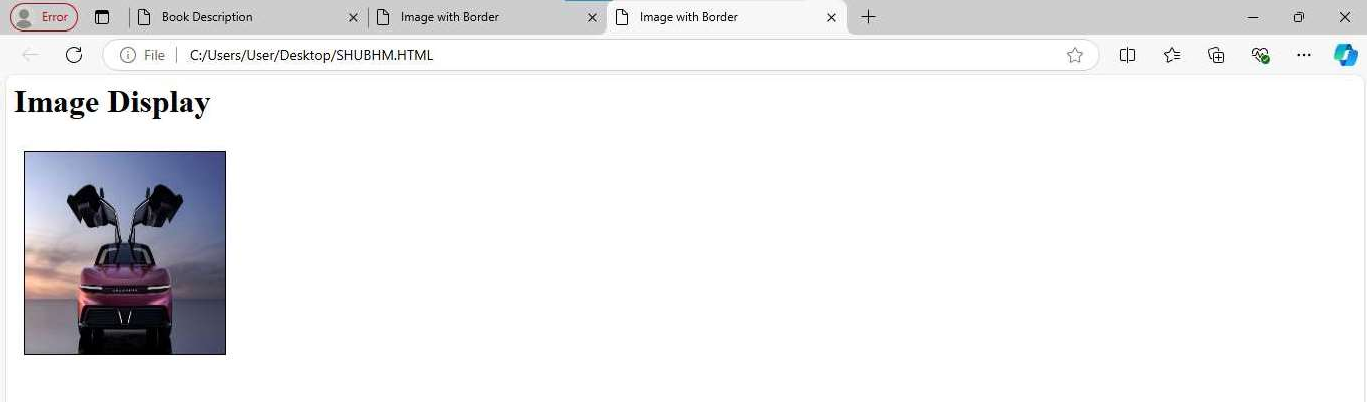 Error Book Description Image with Border Image with Border
File C:/Users/User/Desktop/SHUBHM.HTML
Image Display